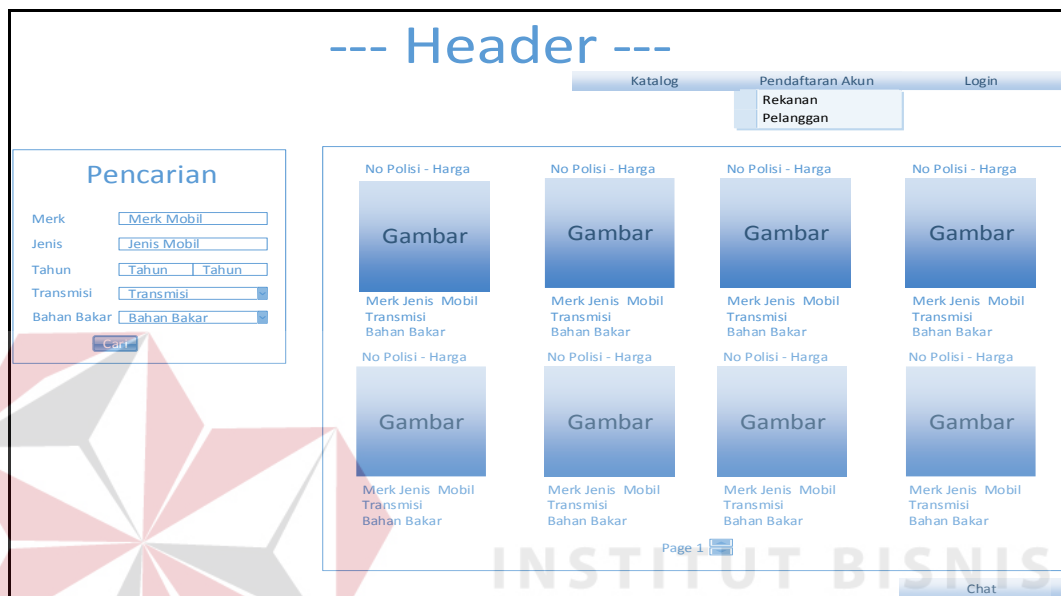 --- Header ---
Katalog Pendaftaran Akun Login
Rekanan
Pelanggan
Pencarian
Merk Merk Mobil
Jenis Jenis Mobil
Tahun Tahun Tahun
Transmisi Transmisi
Bahan Bakar Bahan Bakar
Cari
No Polisi - Harga No Polisi - Harga No Polisi - Harga No Polisi - Harga
Gambar Gambar Gambar Gambar
Merk Jenis Mobil Merk Jenis Mobil Merk Jenis Mobil Merk Jenis Mobil
Transmisi Transmisi Transmisi Transmisi
Bahan Bakar Bahan Bakar Bahan Bakar Bahan Bakar
No Polisi - Harga No Polisi - Harga No Polisi - Harga No Polisi - Harga
Gambar Gambar Gambar Gambar
Merk Jenis Mobil Merk Jenis Mobil Merk Jenis Mobil Merk Jenis Mobil
Transmisi Transmisi Transmisi Transmisi
Bahan Bakar Bahan Bakar Bahan Bakar Bahan Bakar
Page 1
INSTITUT BISNIS
Chat